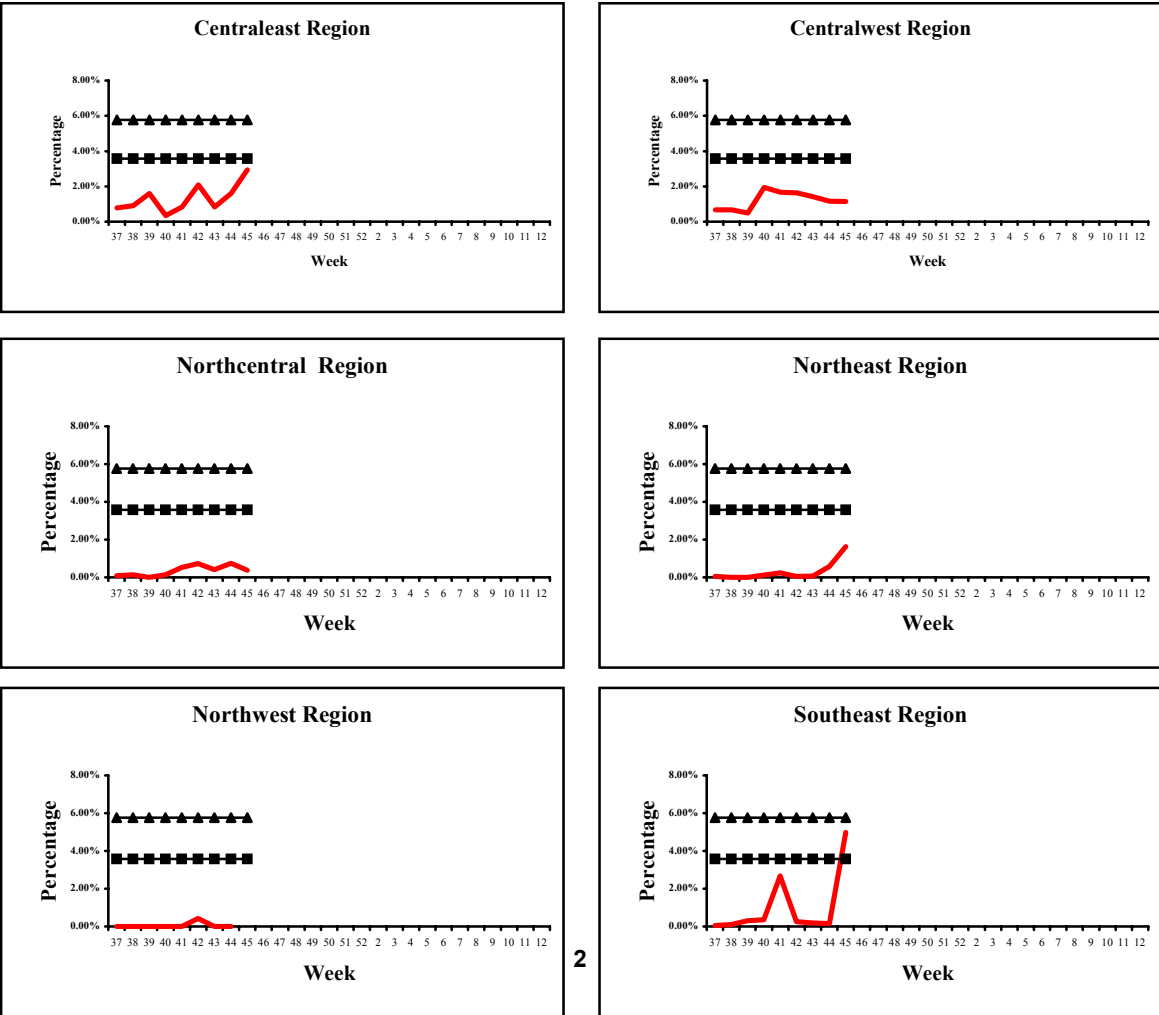 Centraleast Region
8.00%
6.00%
4.00%
2.00%
0.00%
Percentage
37 38 39 40 41 42 43 44 45 46 47 48 49 50 51 52 2 3 4 5 6 7 8 9 10 11 12
Week
Centralwest Region
8.00%
6.00%
4.00%
2.00%
0.00%
Percentage
37 38 39 40 41 42 43 44 45 46 47 48 49 50 51 52 2 3 4 5 6 7 8 9 10 11 12
Week
Northcentral Region
8.00%
6.00%
4.00%
2.00%
0.00%
Percentage
37 38 39 40 41 42 43 44 45 46 47 48 49 50 51 52 2 3 4 5 6 7 8 9 10 11 12
Week
Northeast Region
8.00%
6.00%
4.00%
2.00%
0.00%
Percentage
37 38 39 40 41 42 43 44 45 46 47 48 49 50 51 52 2 3 4 5 6 7 8 9 10 11 12
Week
Northwest Region
8.00%
6.00%
4.00%
2.00%
0.00%
Percentage
37 38 39 40 41 42 43 44 45 46 47 48 49 50 51 52 2 3 4 5 6 7 8 9 10 11 12
Week
Southeast Region
8.00%
6.00%
4.00%
2.00%
0.00%
Percentage
37 38 39 40 41 42 43 44 45 46 47 48 49 50 51 52 2 3 4 5 6 7 8 9 10 11 12
Week
2